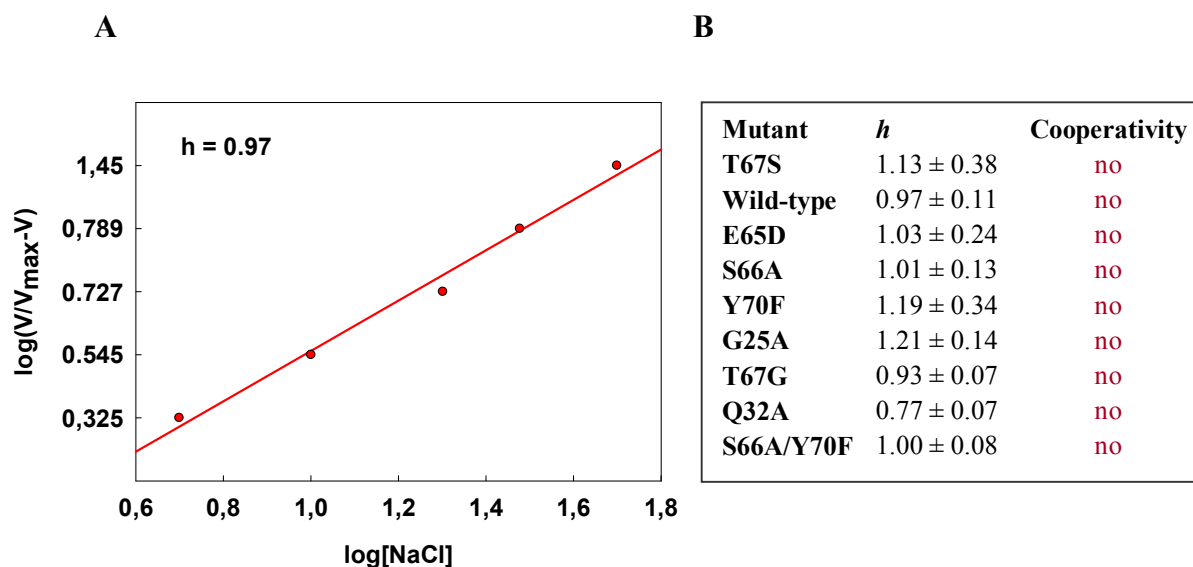 A
B
h = 0.97
log(V/Vmax-V)
1,45
0,789
0.727
0.545
0,325
0,6 0,8 1,0 1,2 1,4 1,6 1,8
log[NaCl]
Mutant h Cooperativity
T67S 1.13 ± 0.38 no
Wild-type 0.97 ± 0.11 no
E65D 1.03 ± 0.24 no
S66A 1.01 ± 0.13 no
Y70F 1.19 ± 0.34 no
G25A 1.21 ± 0.14 no
T67G 0.93 ± 0.07 no
Q32A 0.77 ± 0.07 no
S66A/Y70F 1.00 ± 0.08 no